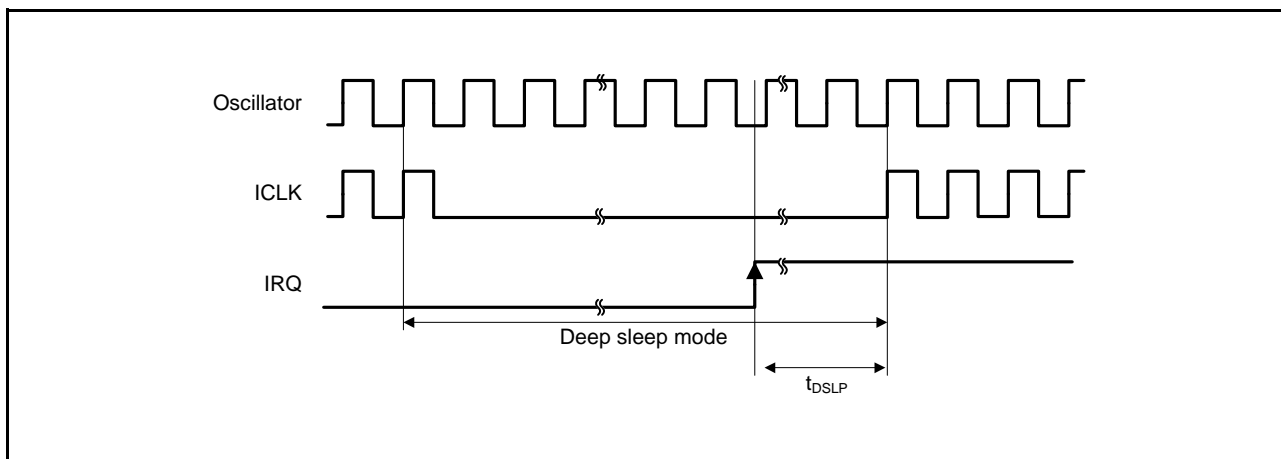 Oscillator
ICLK
IRQ
Deep sleep mode
tDSLP